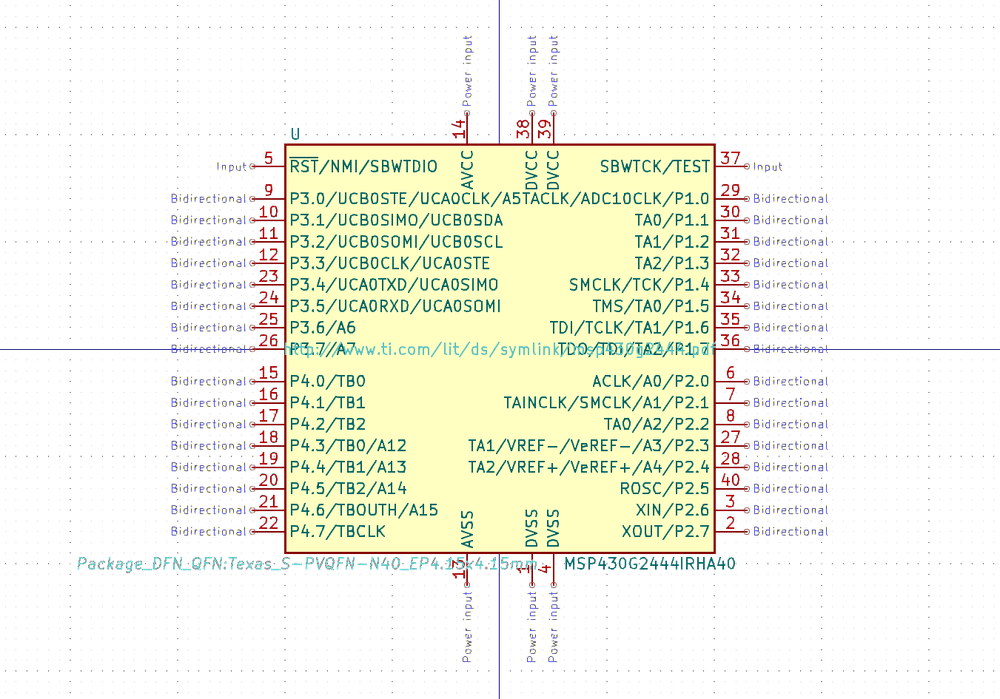 Power input Power input Power input
14 38 39
U
AVCC DVCC DVCC
Input 5 RST/NMI/SBWTDIO SBWTCK/TEST 37 Input
Bidirectional 9 P3.0/UCB0STE/UCA0CLK/A5 TACLK/ADC10CLK/P1.0 29 Bidirectional
Bidirectional 10 P3.1/UCB0SIMO/UCB0SDA TA0/P1.1 30 Bidirectional
Bidirectional 11 P3.2/UCB0SOMI/UCB0SCL TA1/P1.2 31 Bidirectional
Bidirectional 12 P3.3/UCB0CLK/UCA0STE TA2/P1.3 32 Bidirectional
Bidirectional 23 P3.4/UCA0TXD/UCA0SIMO SMCLK/TCK/P1.4 33 Bidirectional
Bidirectional 24 P3.5/UCA0RXD/UCA0SOMI TMS/TA0/P1.5 34 Bidirectional
Bidirectional 25 P3.6/A6 TDI/TCLK/TA1/P1.6 35 Bidirectional
Bidirectional 26 P3.7/A7 TDO/TDI/TA2/P1.7 36 Bidirectional
http://www.ti.com/lit/ds/symlink/msp430g2444.pdf
Bidirectional 15 P4.0/TB0 ACLK/A0/P2.0 6 Bidirectional
Bidirectional 16 P4.1/TB1 TAINCLK/SMCLK/A1/P2.1 7 Bidirectional
Bidirectional 17 P4.2/TB2 TA0/A2/P2.2 8 Bidirectional
Bidirectional 18 P4.3/TB0/A12 TA1/VREF-/VeREF-/A3/P2.3 27 Bidirectional
Bidirectional 19 P4.4/TB1/A13 TA2/VREF+/VeREF+/A4/P2.4 28 Bidirectional
Bidirectional 20 P4.5/TB2/A14 ROSC/P2.5 40 Bidirectional
Bidirectional 21 P4.6/TBOUTH/A15 XIN/P2.6 3 Bidirectional
Bidirectional 22 P4.7/TBCLK XOUT/P2.7 2 Bidirectional
AVSS DVSS DVSS
Package_DFN_QFN:Texas_S-PVQFN-N40_EP4.15x4.15mm MSP430G2444IRHA40
13 1 4
Power input Power input Power input